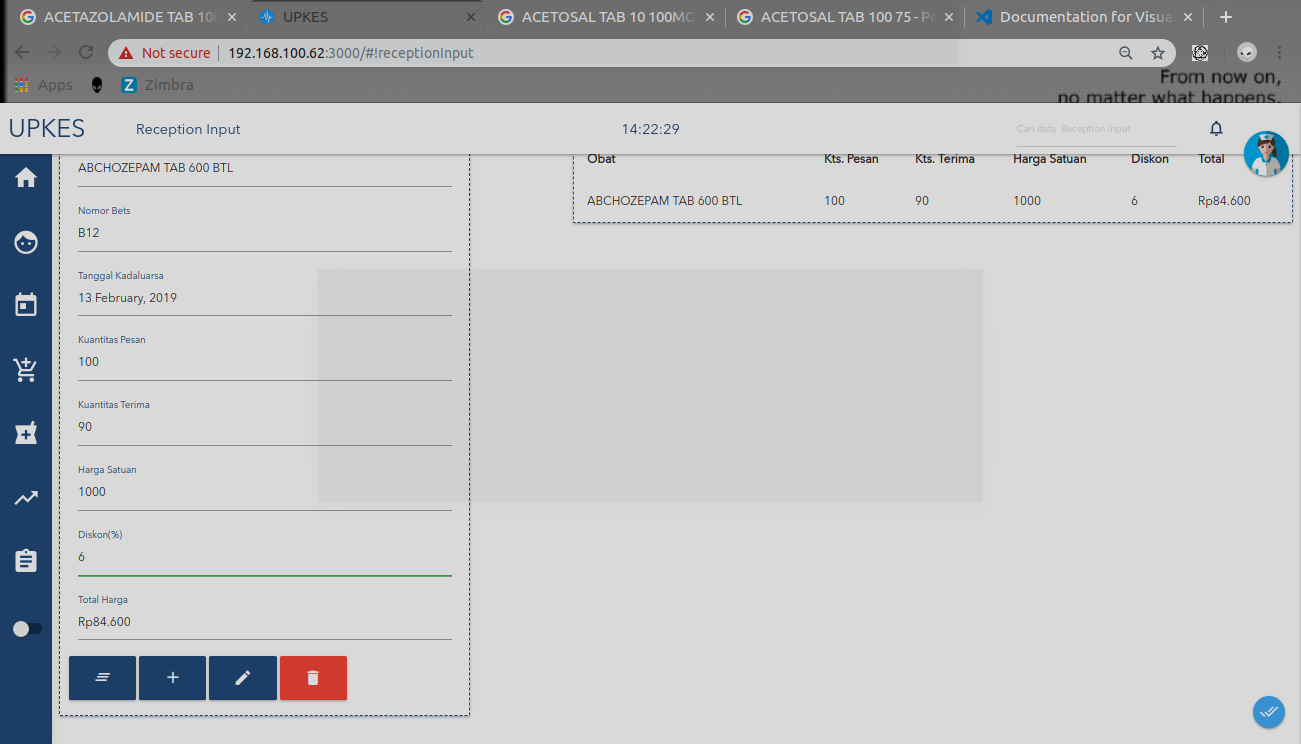 ACETAZOLAMIDE TAB 100
UPKES
ACETOSAL TAB 10 100MG
ACETOSAL TAB 100 75 - Pe
Documentation for Visua
Not secure
192.168.100.62:3000/#!receptionInput
Apps
Zimbra
From now on,
no matter what happens,
UPKES
Reception Input
14:22:29
Cari data Reception Input
ABCHOZEPAM TAB 600 BTL
Nomor Bets
B12
Tanggal Kadaluarsa
13 February, 2019
Kuantitas Pesan
100
Kuantitas Terima
90
Harga Satuan
1000
Diskon(%)
6
Total Harga
Rp84.600
Obat Kts. Pesan Kts. Terima Harga Satuan Diskon Total
ABCHOZEPAM TAB 600 BTL 100 90 1000 6 Rp84.600